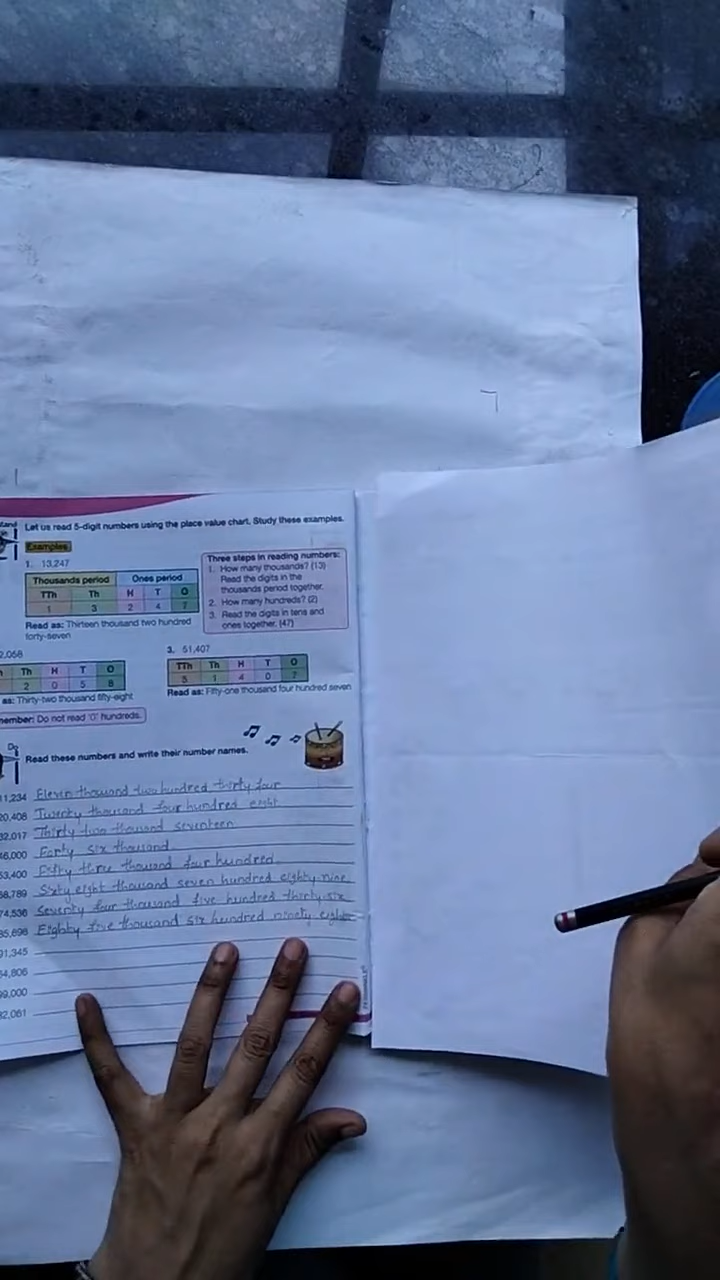 Let us read 5-digit numbers using the place value chart. Study these examples.
Examples
1. 13,247
Thousands period Ones period
TTh Th H T O
1 3 2 4 7
Read as: Thirteen thousand two hundred
forty-seven
Three steps in reading numbers:
1. How many thousands? (13)
Read the digits in the
thousands period together.
2. How many hundreds? (2)
3. Read the digits in tens and
ones together. (47)
2,058
Th H T O
2 0 5 8
as: Thirty-two thousand fifty-eight
3. 51,407
TTh Th H T O
5 1 4 0 7
Read as: Fifty-one thousand four hundred seven
member: Do not read '0' hundreds.
Do
Read these numbers and write their number names.
11,234 Eleven thousand two hundred thirty four
20,408 Twenty thousand four hundred eight
32,017 Thirty two thousand seventeen
46,000 Forty six thousand
53,400 Fifty three thousand four hundred
68,789 Sixty eight thousand seven hundred eighty nine
74,536 Seventy four thousand five hundred thirty six
85,698 Eighty five thousand six hundred ninety eight
91,345
4,806
99,000
2,061